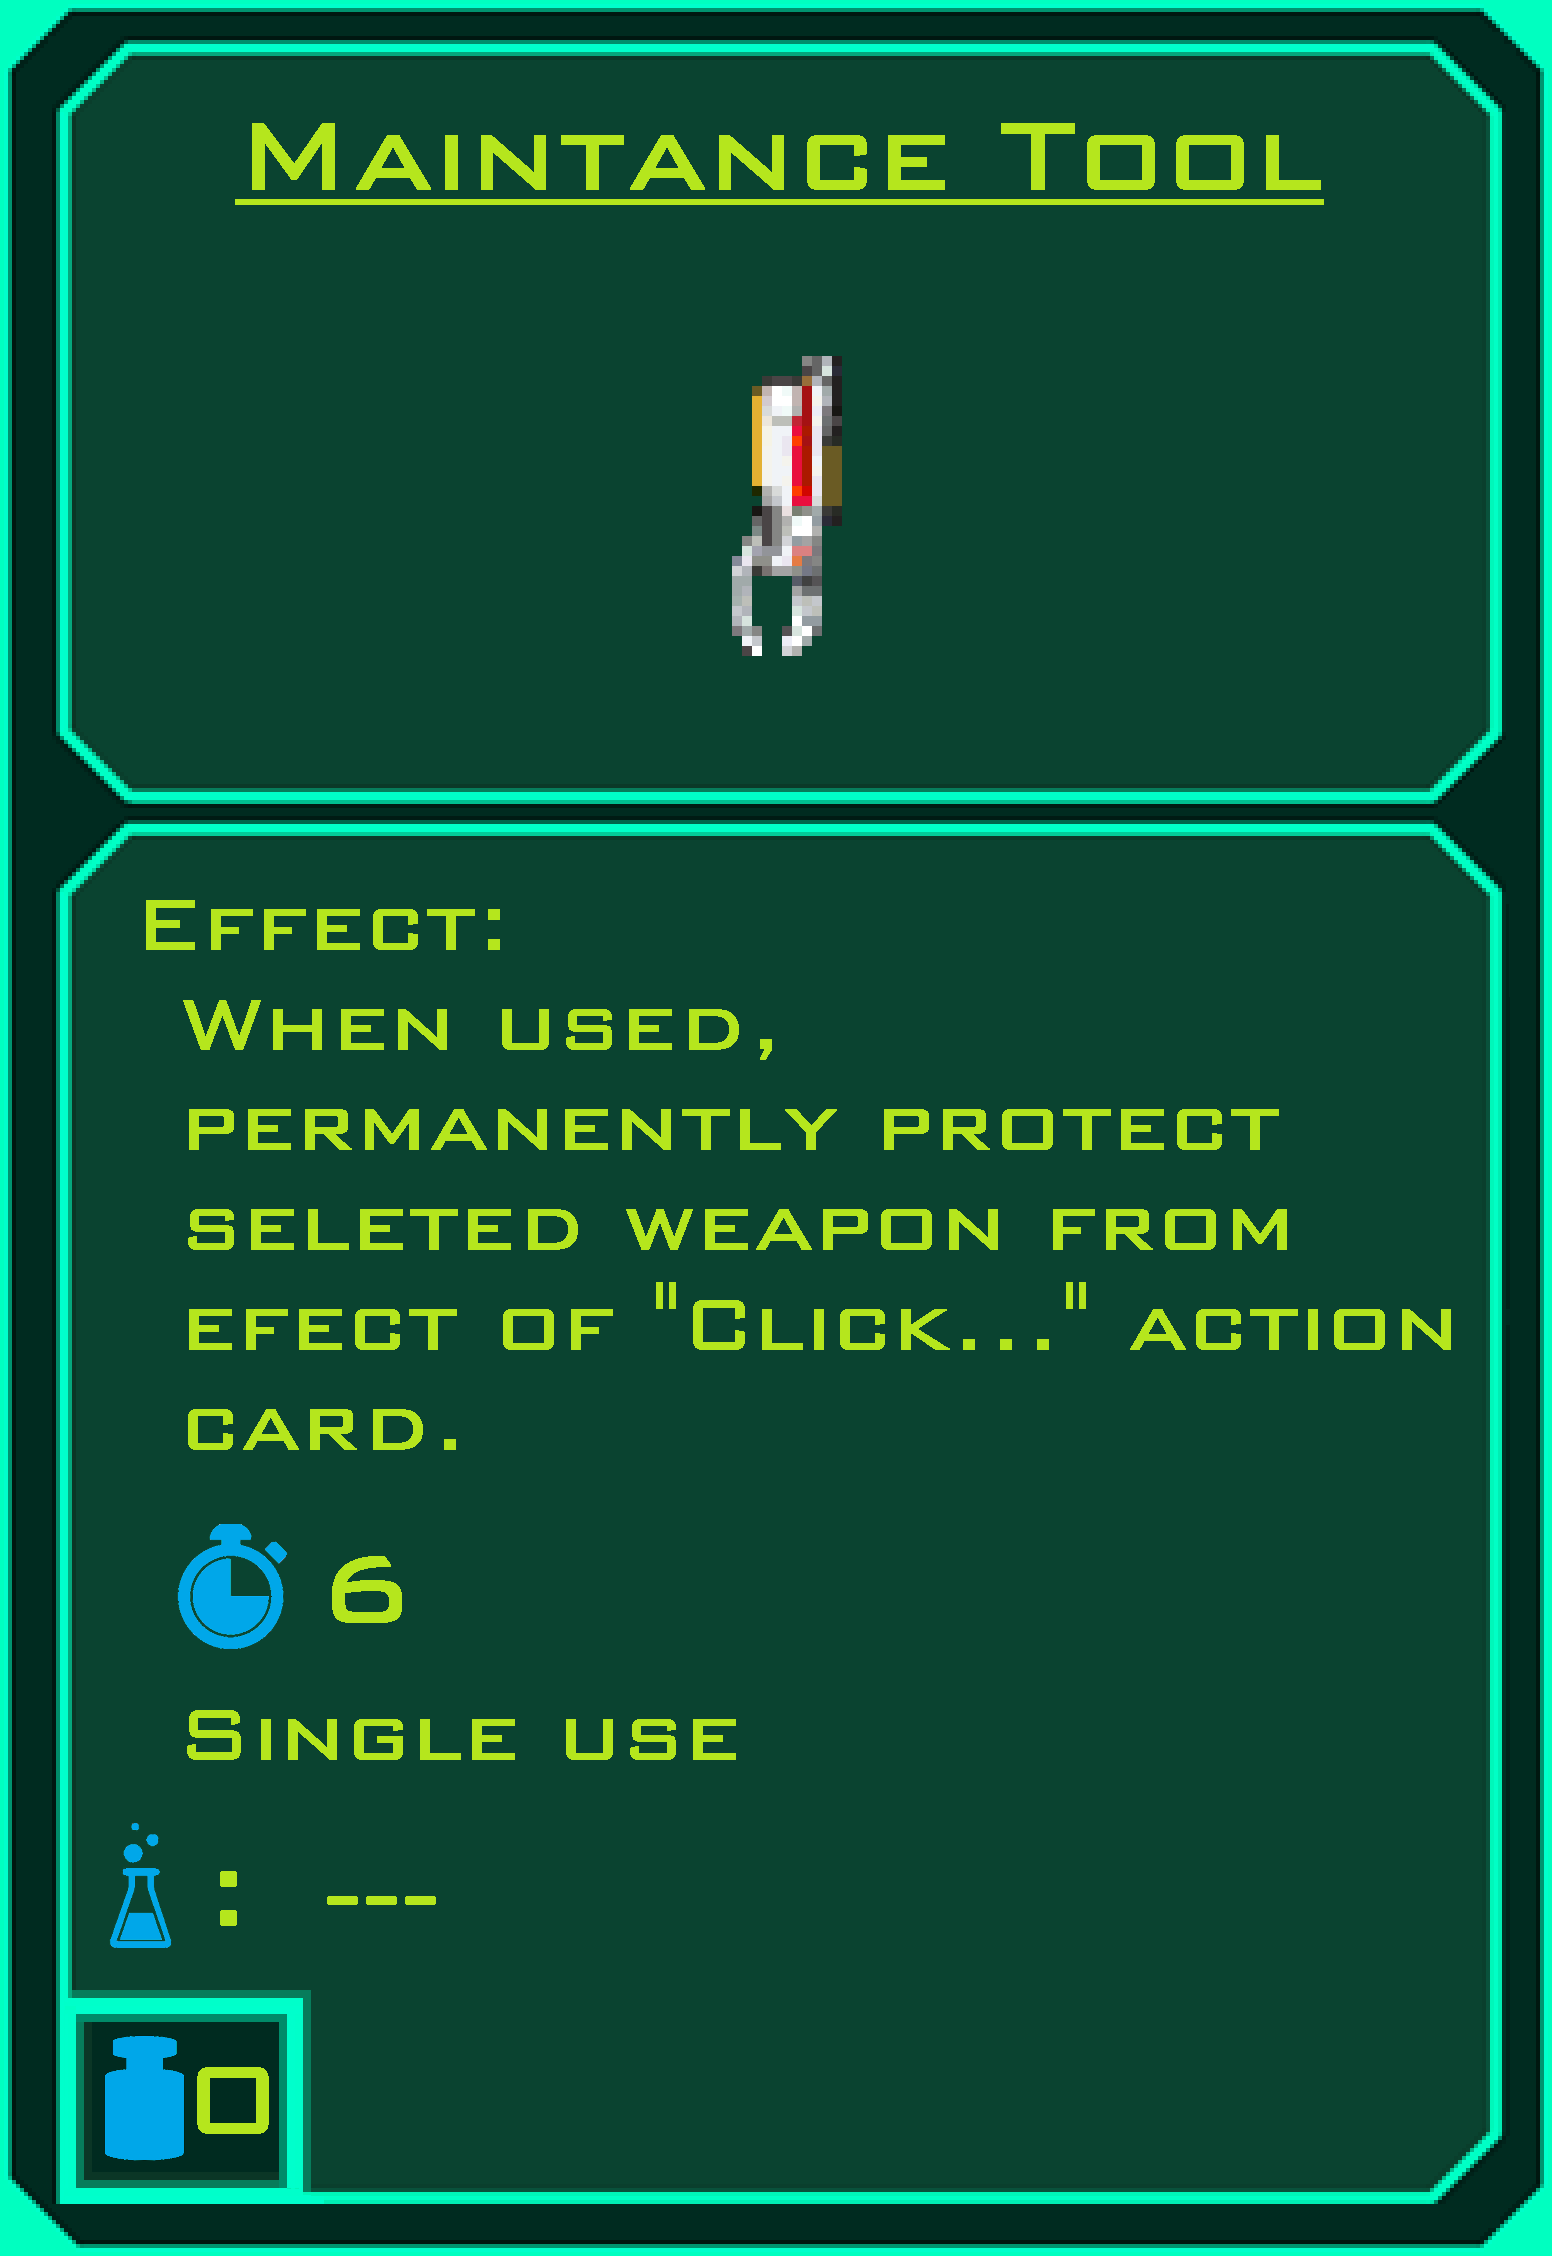 Maintance Tool
Effect:
When used,
permanently protect
seleted weapon from
efect of "Click..." action
card.
6
Single use
: ---
0